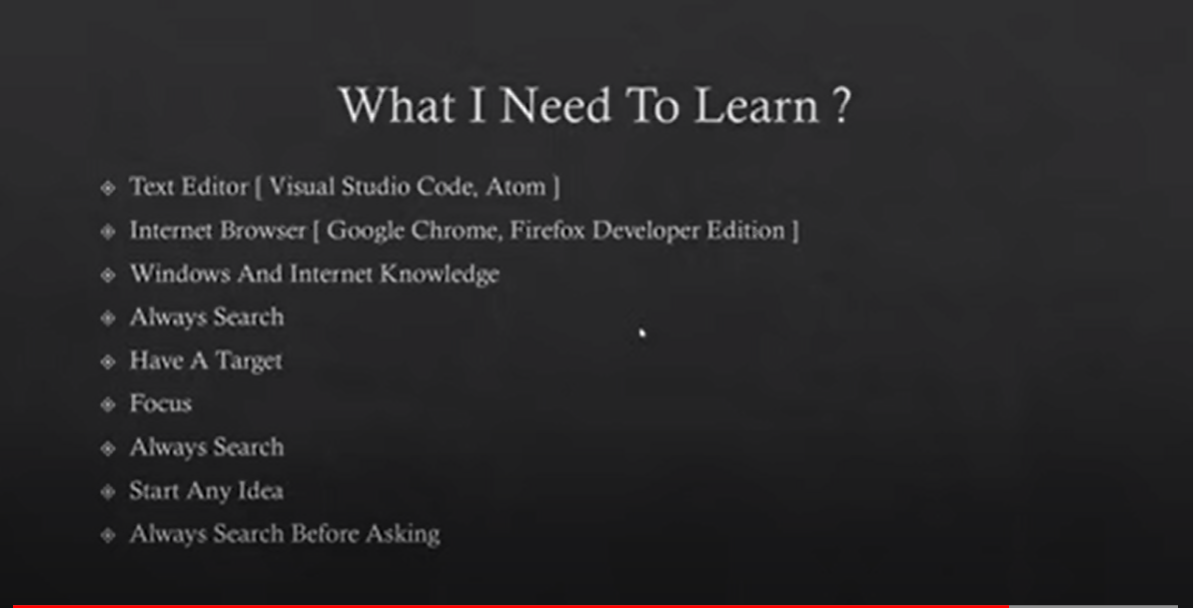 What I Need To Learn ?
Text Editor [ Visual Studio Code, Atom ]
Internet Browser [ Google Chrome, Firefox Developer Edition ]
Windows And Internet Knowledge
Always Search
Have A Target
Focus
Always Search
Start Any Idea
Always Search Before Asking